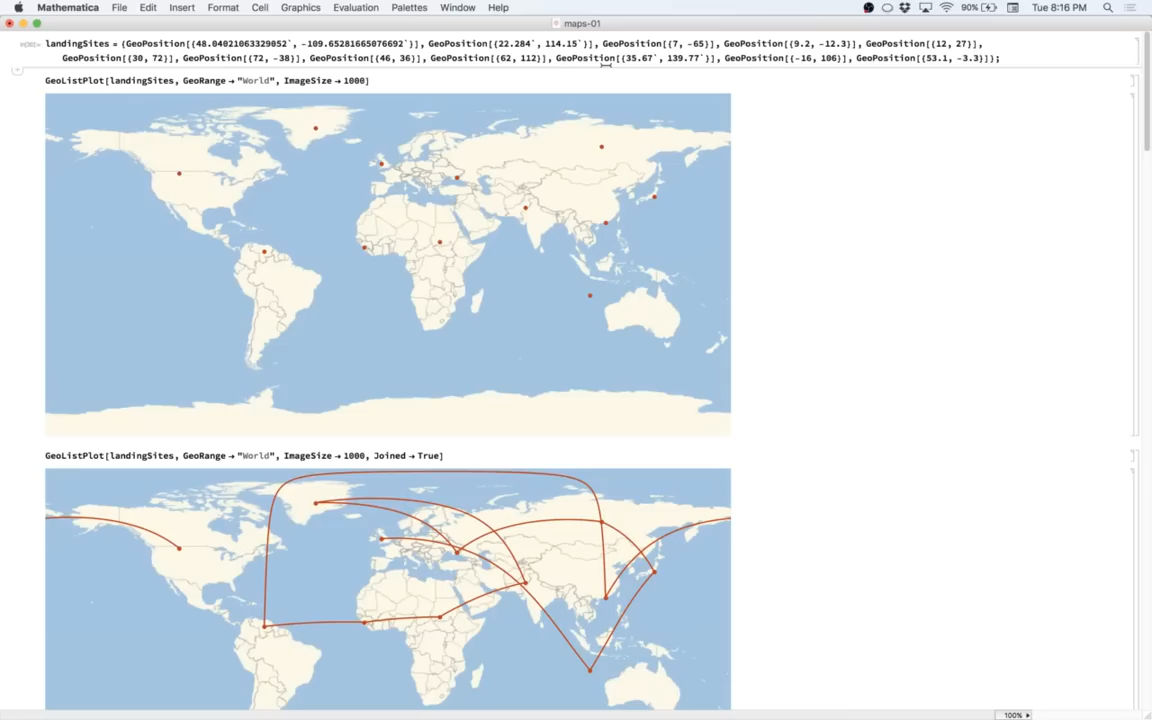 Mathematica File Edit Insert Format Cell Graphics Evaluation Palettes Window Help 90% Tue 8:16 PM
maps-01
landingSites = {GeoPosition[{48.04021063329052`, -109.65281665076692`}], GeoPosition[{22.284`, 114.15`}], GeoPosition[{7, -65}], GeoPosition[{9.2, -12.3}], GeoPosition[{12, 27}],
GeoPosition[{30, 72}], GeoPosition[{72, -38}], GeoPosition[{46, 36}], GeoPosition[{62, 112}], GeoPosition[{35.67`, 139.77`}], GeoPosition[{-16, 106}], GeoPosition[{53.1, -3.3}]};
GeoListPlot[landingSites, GeoRange → "World", ImageSize → 1000]
GeoListPlot[landingSites, GeoRange → "World", ImageSize → 1000, Joined → True]
100%